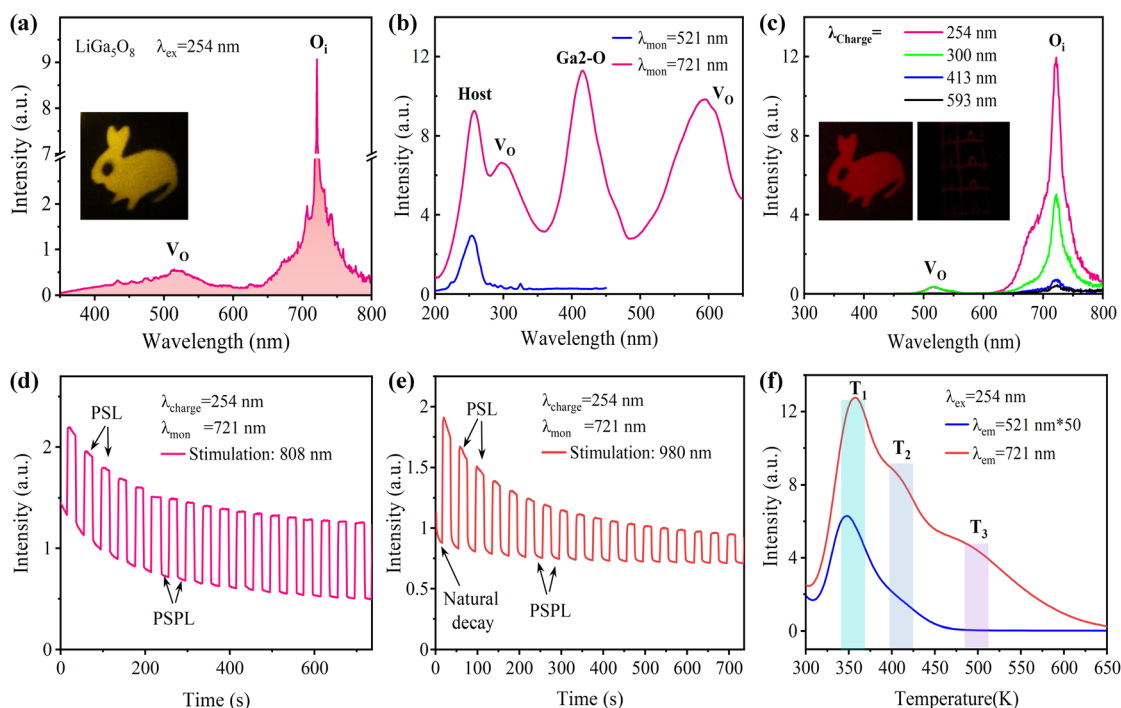 (a)
LiGa₅O₈ λex=254 nm
Oᵢ
VO
9
8
7
3
2
1
0
400 500 600 700 800
Intensity (a.u.)
Wavelength (nm)
(b)
λmon=521 nm
λmon=721 nm
Host
VO
Ga2-O
VO
12
8
4
0
200 300 400 500 600
Intensity (a.u.)
Wavelength (nm)
(c)
λCharge=
254 nm
300 nm
413 nm
593 nm
Oᵢ
VO
12
8
4
0
300 400 500 600 700 800
Intensity (a.u.)
Wavelength (nm)
(d)
PSL
λcharge=254 nm
λmon =721 nm
Stimulation: 808 nm
PSPL
2
1
0
0 100 200 300 400 500 600 700
Intensity (a.u.)
Time (s)
(e)
PSL
λcharge=254 nm
λmon =721 nm
Stimulation: 980 nm
Natural
decay
PSPL
2
1.5
1
0.5
0
0 100 200 300 400 500 600 700
Intensity (a.u.)
Time (s)
(f)
T₁
T₂
T₃
λex=254 nm
λem=521 nm*50
λem=721 nm
12
8
4
0
300 350 400 450 500 550 600 650
Intensity (a.u.)
Temperature(K)